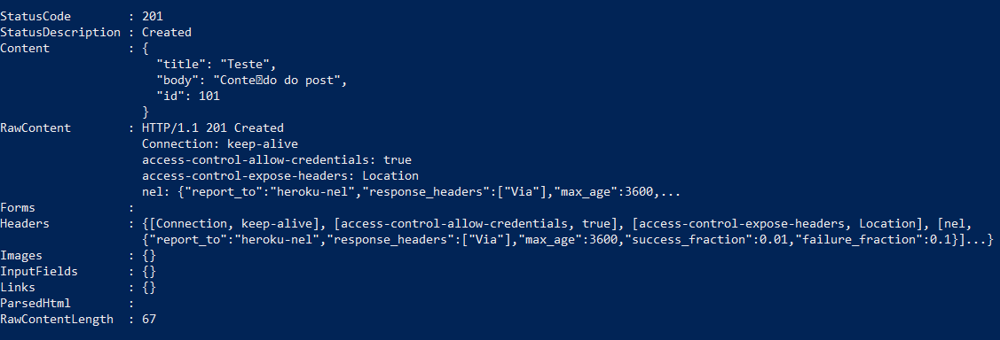 StatusCode : 201
StatusDescription : Created
Content : {
"title": "Teste",
"body": "Conte�do do post",
"id": 101
}
RawContent : HTTP/1.1 201 Created
Connection: keep-alive
access-control-allow-credentials: true
access-control-expose-headers: Location
nel: {"report_to":"heroku-nel","response_headers":["Via"],"max_age":3600,...
Forms :
Headers : {[Connection, keep-alive], [access-control-allow-credentials, true], [access-control-expose-headers, Location], [nel,
{"report_to":"heroku-nel","response_headers":["Via"],"max_age":3600,"success_fraction":0.01,"failure_fraction":0.1}]...}
Images : {}
InputFields : {}
Links : {}
ParsedHtml :
RawContentLength : 67